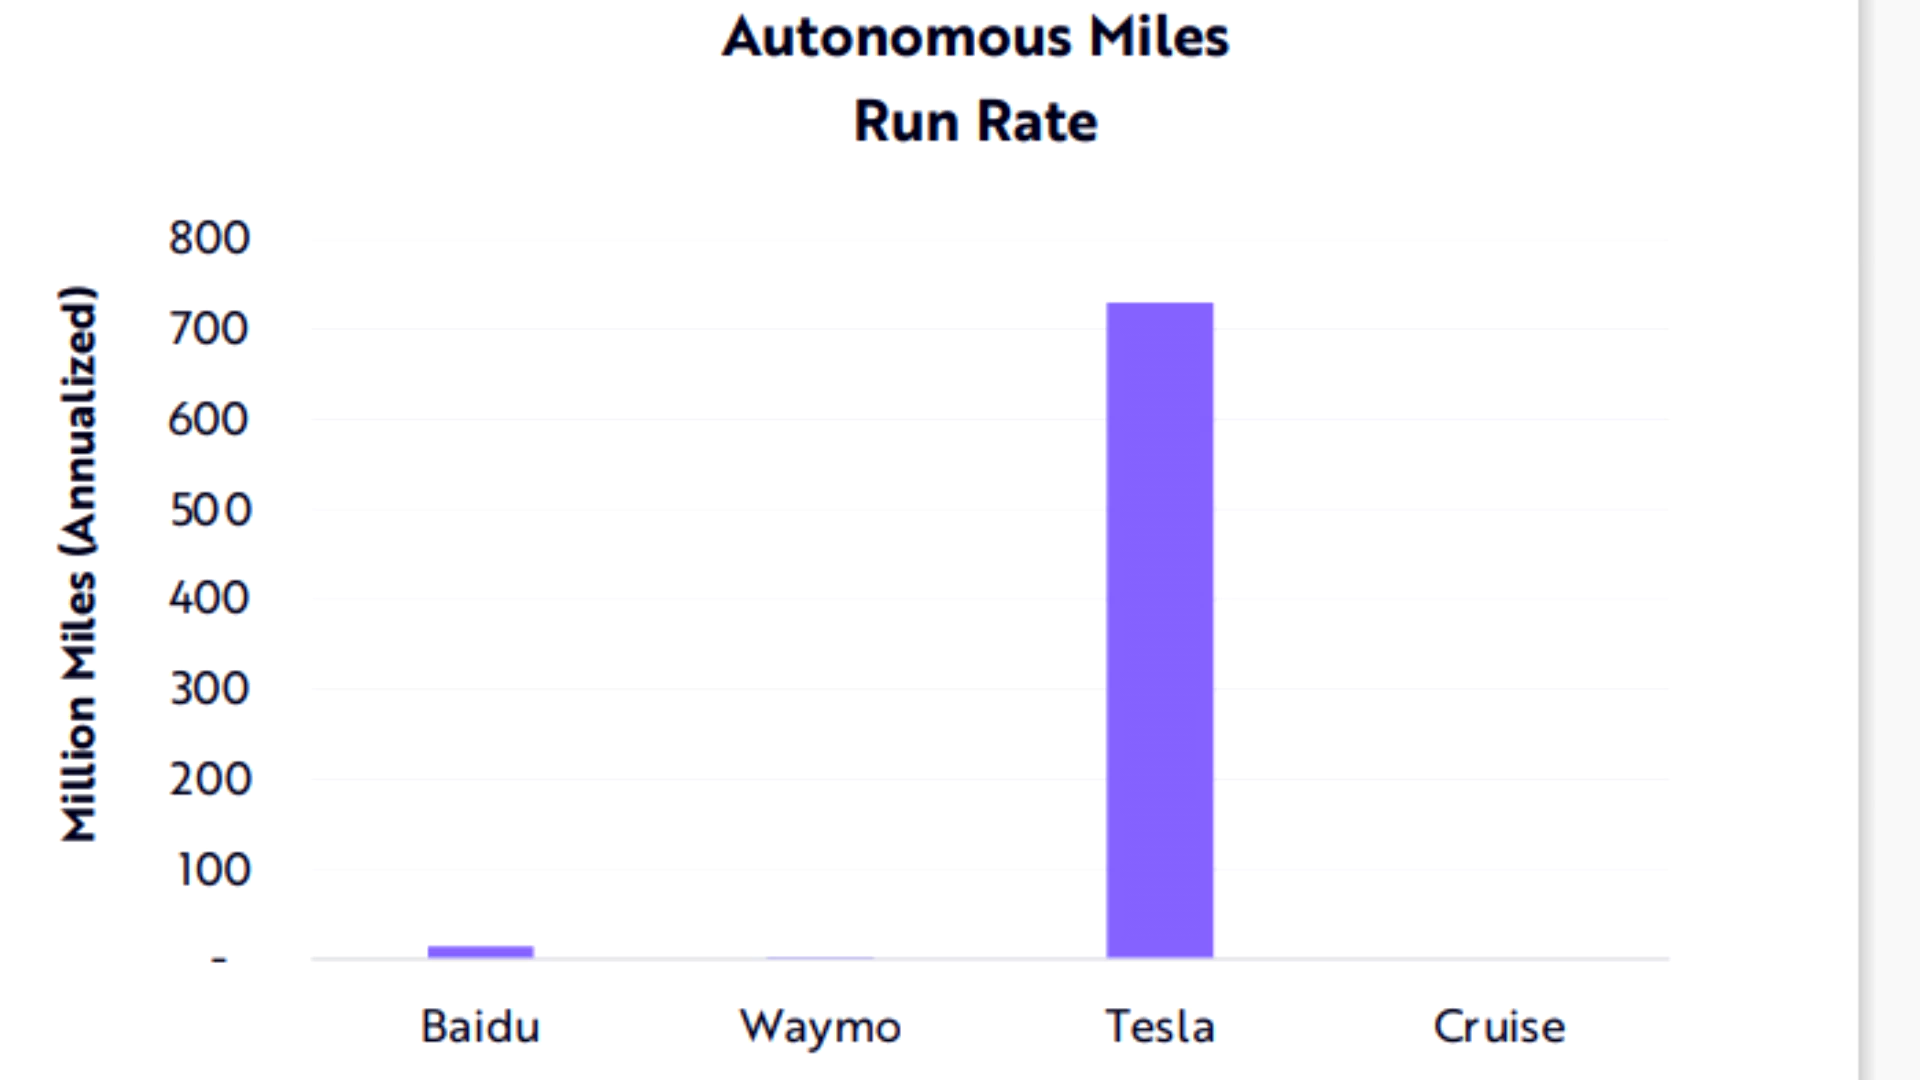 Autonomous Miles
Run Rate
Million Miles (Annualized)
800
700
600
500
400
300
200
100
-
Baidu Waymo Tesla Cruise